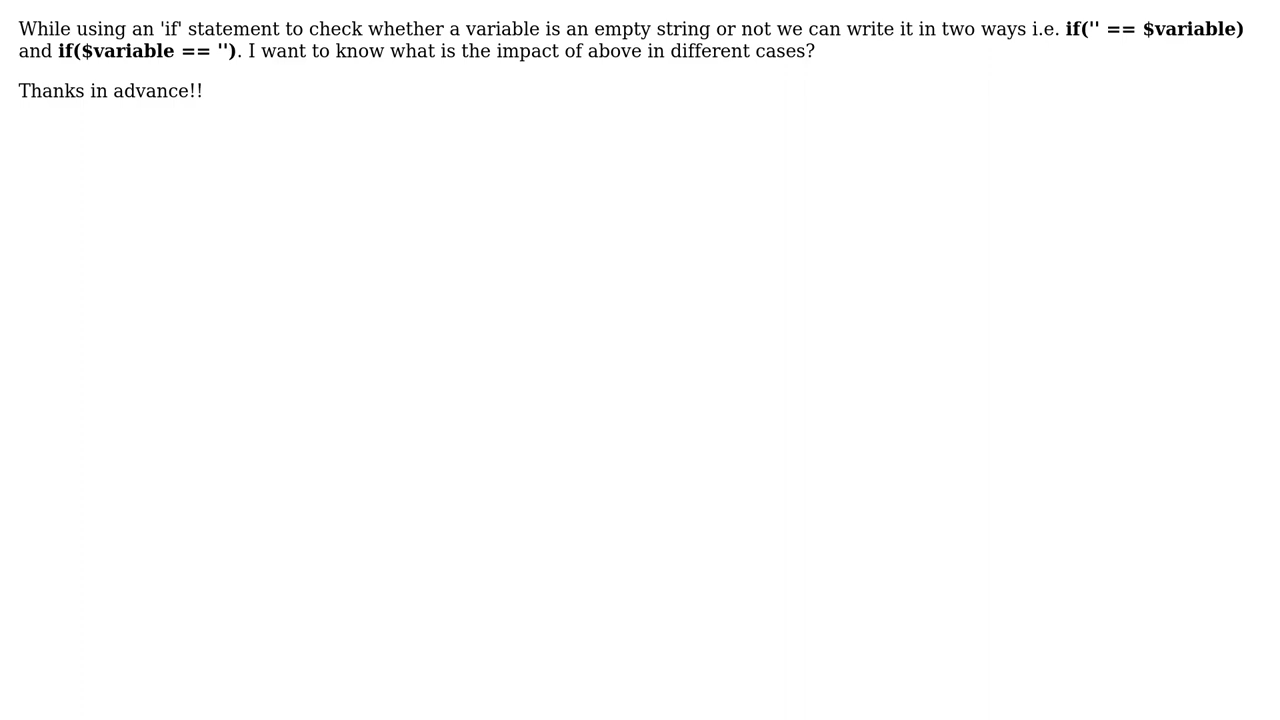 While using an 'if' statement to check whether a variable is an empty string or not we can write it in two ways i.e. if('' == $variable)
and if($variable == ''). I want to know what is the impact of above in different cases?
Thanks in advance!!